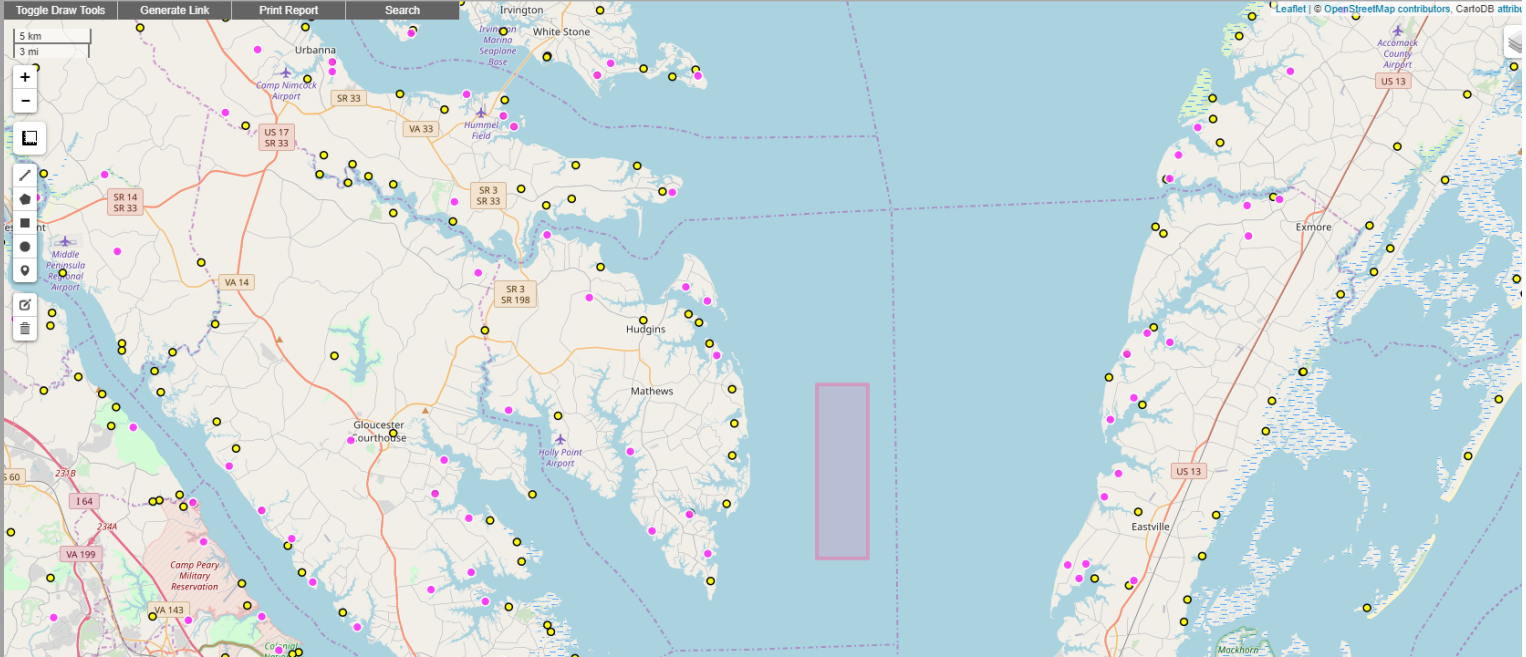 Toggle Draw Tools
Generate Link
Print Report
Search
Leaflet | © OpenStreetMap contributors, CartoDB
5 km
3 mi
+
−
Irvington
White Stone
Irvington
Marina
Seaplane
Base
Urbanna
Camp Nimcock
Airport
SR 33
VA 33
Hummel
Field
US 17
SR 33
SR 3
SR 33
SR 14
SR 33
Middle
Peninsula
Regional
Airport
VA 14
SR 3
SR 198
Hudgins
Mathews
Gloucester
Courthouse
Holly Point
Airport
Accomack
County
Airport
US 13
Exmore
US 13
Eastville
231B
I 64
234A
VA 199
Camp Peary
Military
Reservation
VA 143
Mackhorn